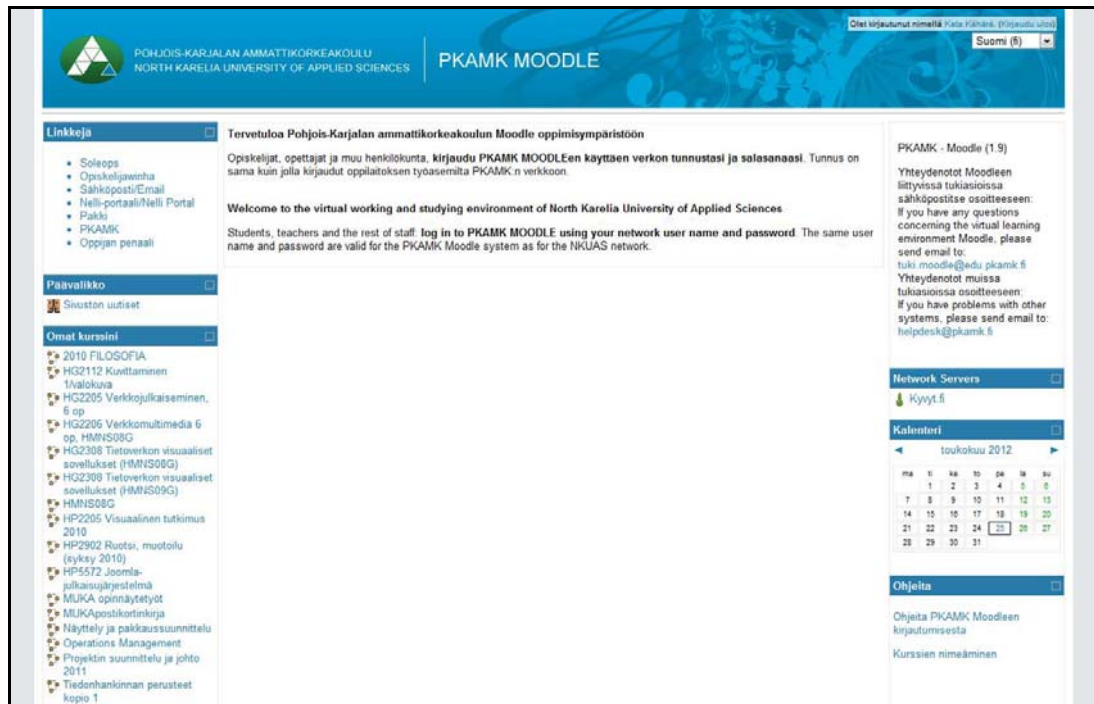 Olet kirjautunut nimellä Kata Kähärä. (Kirjaudu ulos)
Suomi (fi)
POHJOIS-KARJALAN AMMATTIKORKEAKOULU
NORTH KARELIA UNIVERSITY OF APPLIED SCIENCES
PKAMK MOODLE
Linkkejä
Soleops
Opiskelijawinha
Sähköposti/Email
Nelli-portaali/Nelli Portal
Pakki
PKAMK
Oppijan penaali
Päävalikko
Sivuston uutiset
Omat kurssini
2010 FILOSOFIA
HG2112 Kuvittaminen
1/valokuva
HG2205 Verkkojulkaiseminen,
6 op
HG2206 Verkkomultimedia 6
op, HMNS08G
HG2308 Tietoverkon visuaaliset
sovellukset (HMNS08G)
HG2308 Tietoverkon visuaaliset
sovellukset (HMNS09G)
HMNS08G
HP2205 Visuaalinen tutkimus
2010
HP2902 Ruotsi, muotoilu
(syksy 2010)
HP5572 Joomla-
julkaisujärjestelmä
MUKA opinnäytetyöt
MUKApostikortinkirja
Näyttely ja pakkaussuunnittelu
Operations Management
Projektin suunnittelu ja johto
2011
Tiedonhankinnan perusteet
kopio 1
Tervetuloa Pohjois-Karjalan ammattikorkeakoulun Moodle oppimisympäristöön
Opiskelijat, opettajat ja muu henkilökunta, kirjaudu PKAMK MOODLEen käyttäen verkon tunnustasi ja salasanaasi. Tunnus on
sama kuin jolla kirjaudut oppilaitoksen työasemilta PKAMK:n verkkoon.
Welcome to the virtual working and studying environment of North Karelia University of Applied Sciences
Students, teachers and the rest of staff: log in to PKAMK MOODLE using your network user name and password. The same user
name and password are valid for the PKAMK Moodle system as for the NKUAS network.
PKAMK - Moodle (1.9)
Yhteydenotot Moodleen
liittyvissä tukiasioissa
sähköpostitse osoitteeseen:
If you have any questions
concerning the virtual learning
environment Moodle, please
send email to:
tuki.moodle@edu.pkamk.fi
Yhteydenotot muissa
tukiasioissa osoitteeseen:
If you have problems with other
systems, please send email to:
helpdesk@pkamk.fi
Network Servers
Kyvyt.fi
Kalenteri
◄ toukokuu 2012 ►
ma ti ke to pe la su
1 2 3 4 5 6
7 8 9 10 11 12 13
14 15 16 17 18 19 20
21 22 23 24 25 26 27
28 29 30 31
Ohjeita
Ohjeita PKAMK Moodleen
kirjautumisesta
Kurssien nimeäminen